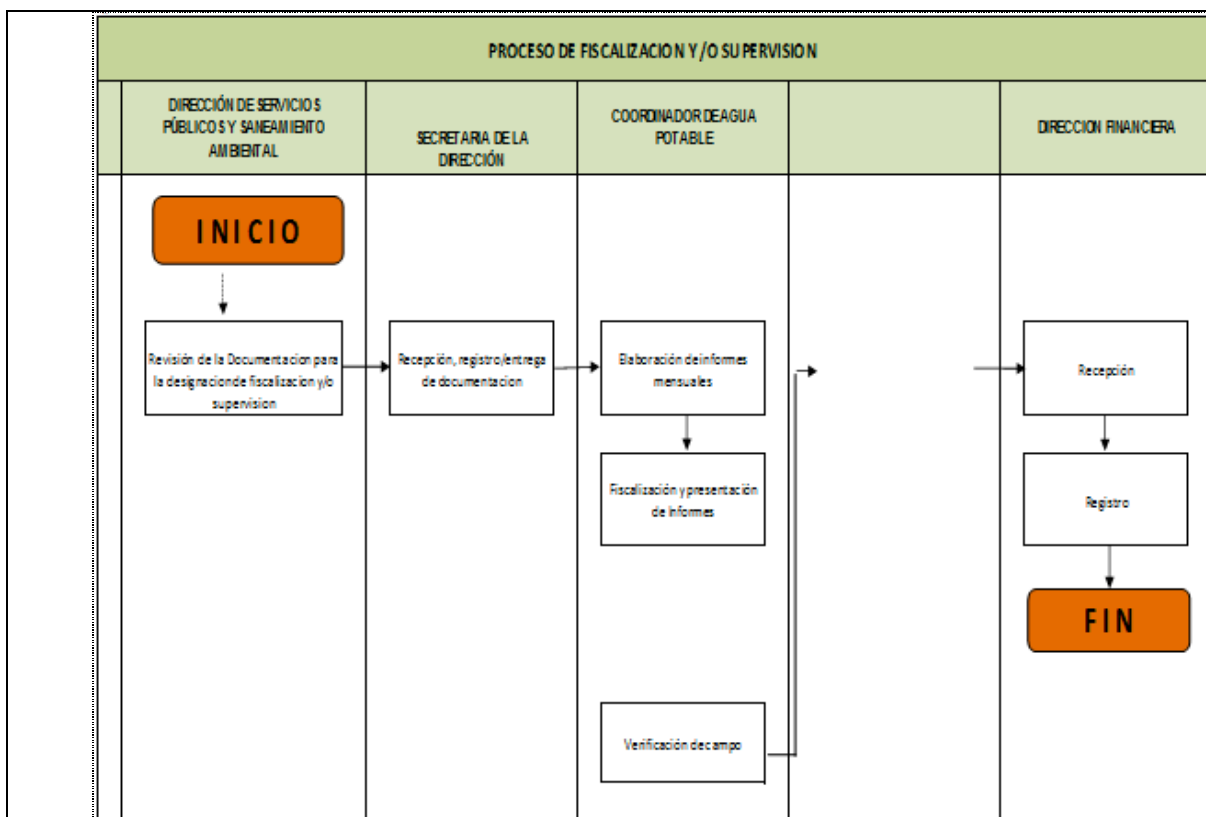 PROCESO DE FISCALIZACION Y /O SUPERVISION
DIRECCIÓN DE SERVICIOS
PÚBLICOS Y SANEAMIENTO
AMBIENTAL
SECRETARIA DE LA
DIRECCIÓN
COORDINADOR DE AGUA
POTABLE
DIRECCION FINANCIERA
INICIO
Revisión de la Documentacion para
la designacion de fiscalizacion y/o
supervision
Recepción, registro/entrega
de documentacion
Elaboración de informes
mensuales
Recepción
Fiscalización y presentación
de Informes
Registro
FIN
Verificación de campo